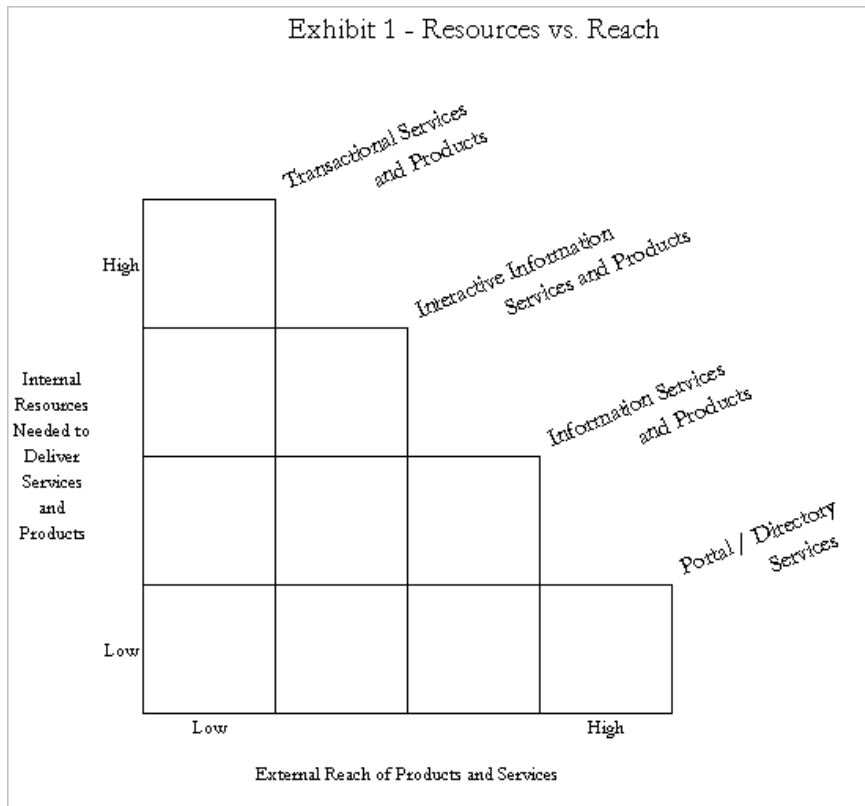 Exhibit 1 - Resources vs. Reach
Transactional Services
and Products
High
Interactive Information
Services and Products
Internal
Resources
Needed to
Deliver
Services
and
Products
Information Services
and Products
Portal / Directory
Services
Low
Low
High
External Reach of Products and Services